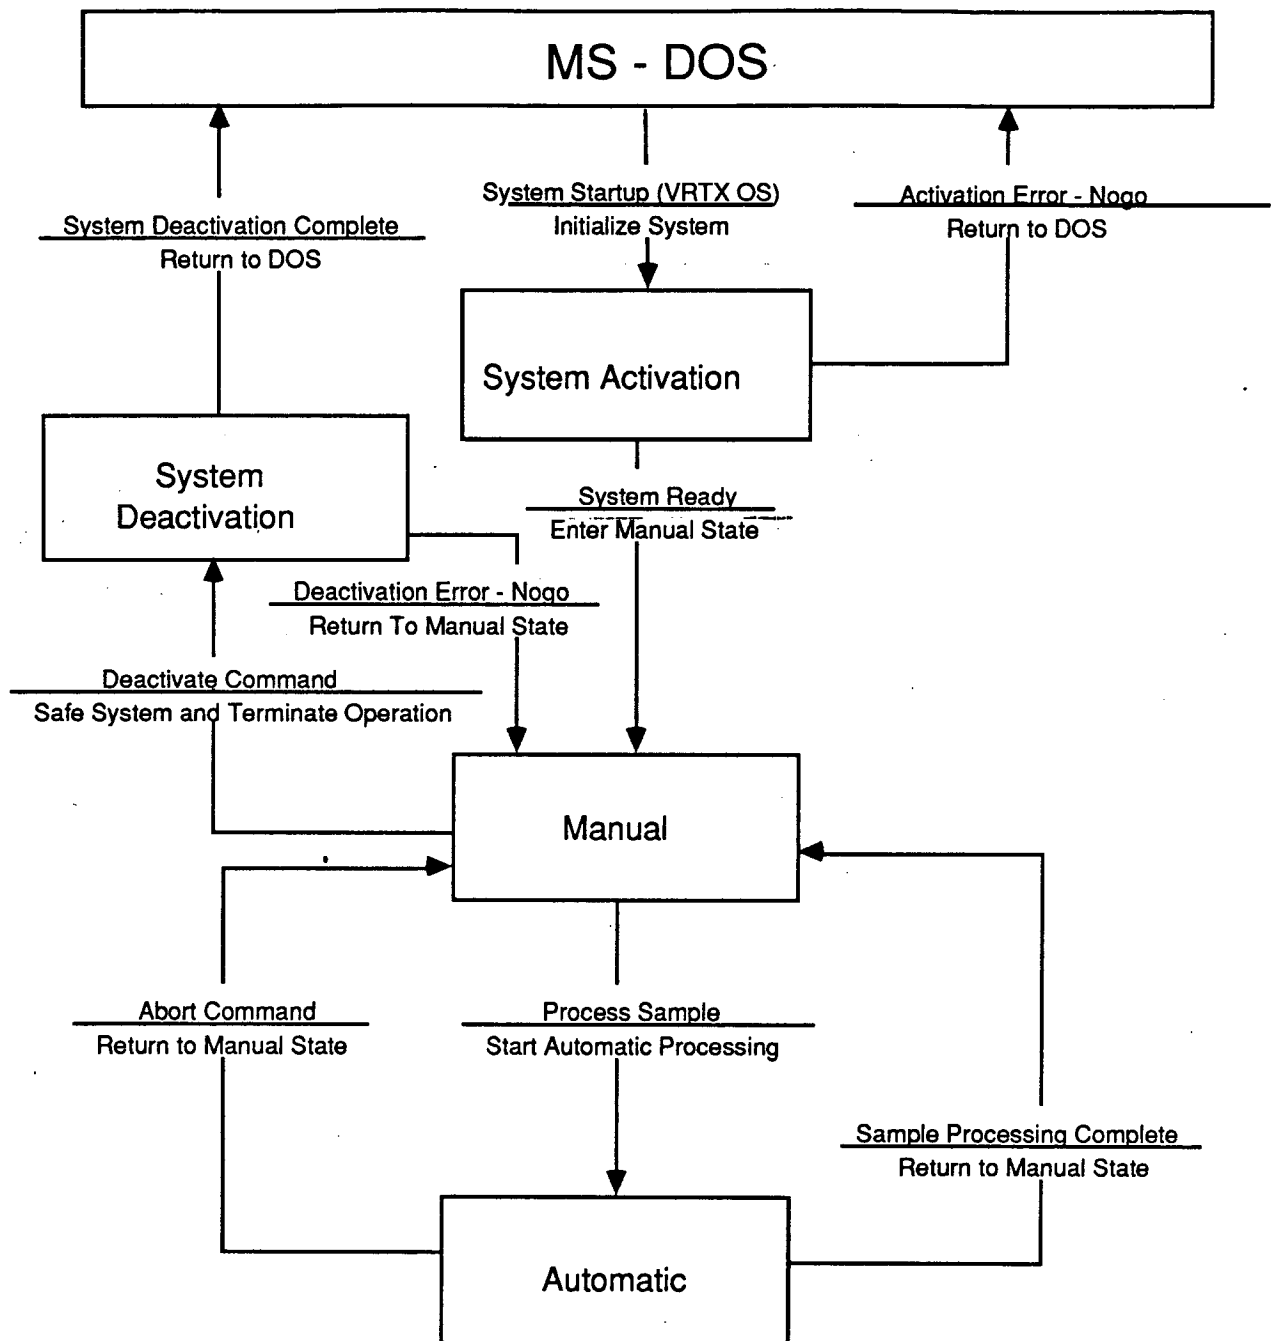 MS - DOS
System Startup (VRTX OS)
Initialize System
Activation Error - Nogo
Return to DOS
System Deactivation Complete
Return to DOS
System Activation
System
Deactivation
System Ready
Enter Manual State
Deactivation Error - Nogo
Return To Manual State
Deactivate Command
Safe System and Terminate Operation
Manual
Abort Command
Return to Manual State
Process Sample
Start Automatic Processing
Sample Processing Complete
Return to Manual State
Automatic